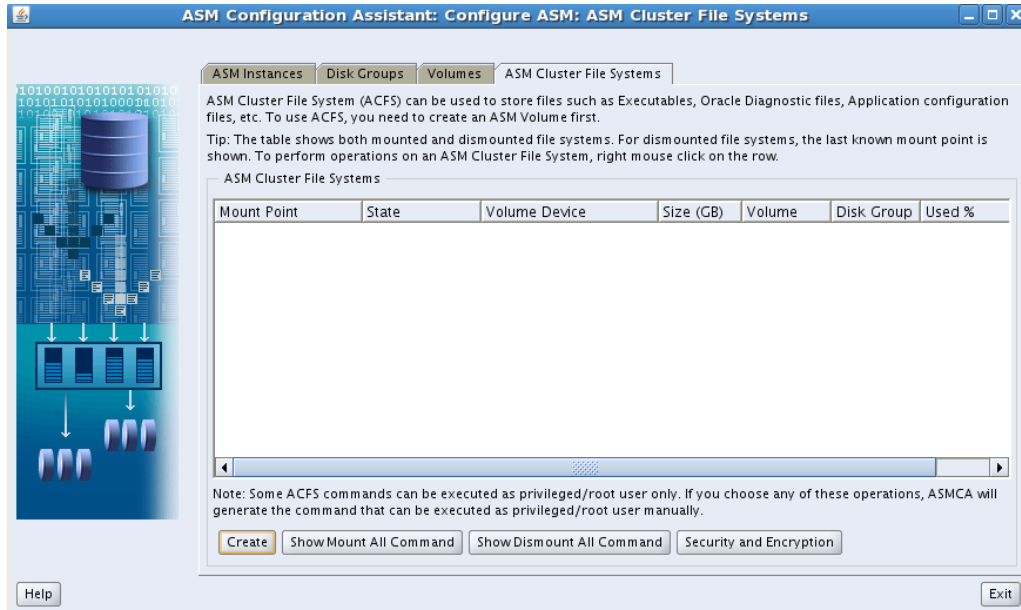 ASM Configuration Assistant: Configure ASM: ASM Cluster File Systems
ASM Instances Disk Groups Volumes ASM Cluster File Systems
ASM Cluster File System (ACFS) can be used to store files such as Executables, Oracle Diagnostic files, Application configuration
files, etc. To use ACFS, you need to create an ASM Volume first.
Tip: The table shows both mounted and dismounted file systems. For dismounted file systems, the last known mount point is
shown. To perform operations on an ASM Cluster File System, right mouse click on the row.
ASM Cluster File Systems
Mount Point State Volume Device Size (GB) Volume Disk Group Used %
Note: Some ACFS commands can be executed as privileged/root user only. If you choose any of these operations, ASMCA will
generate the command that can be executed as privileged/root user manually.
Create Show Mount All Command Show Dismount All Command Security and Encryption
Help Exit